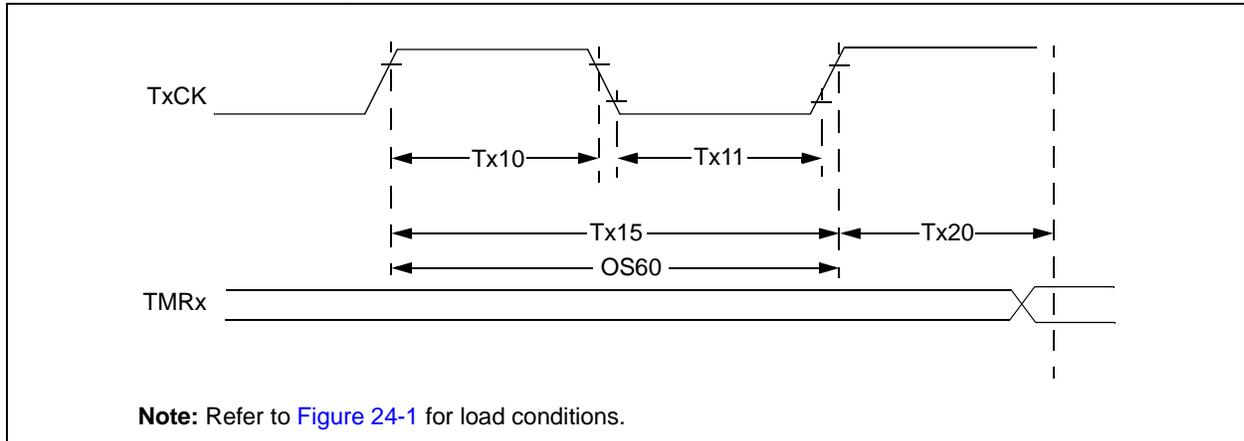 TxCK
Tx10
Tx11
Tx15
Tx20
OS60
TMRx
Note: Refer to Figure 24-1 for load conditions.